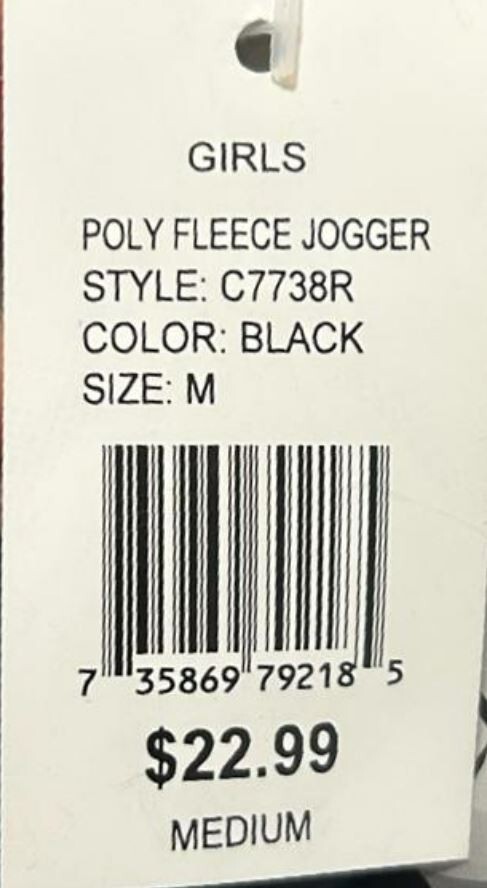 GIRLS
POLY FLEECE JOGGER
STYLE: C7738R
COLOR: BLACK
SIZE: M
7 35869 79218 5
$22.99
MEDIUM